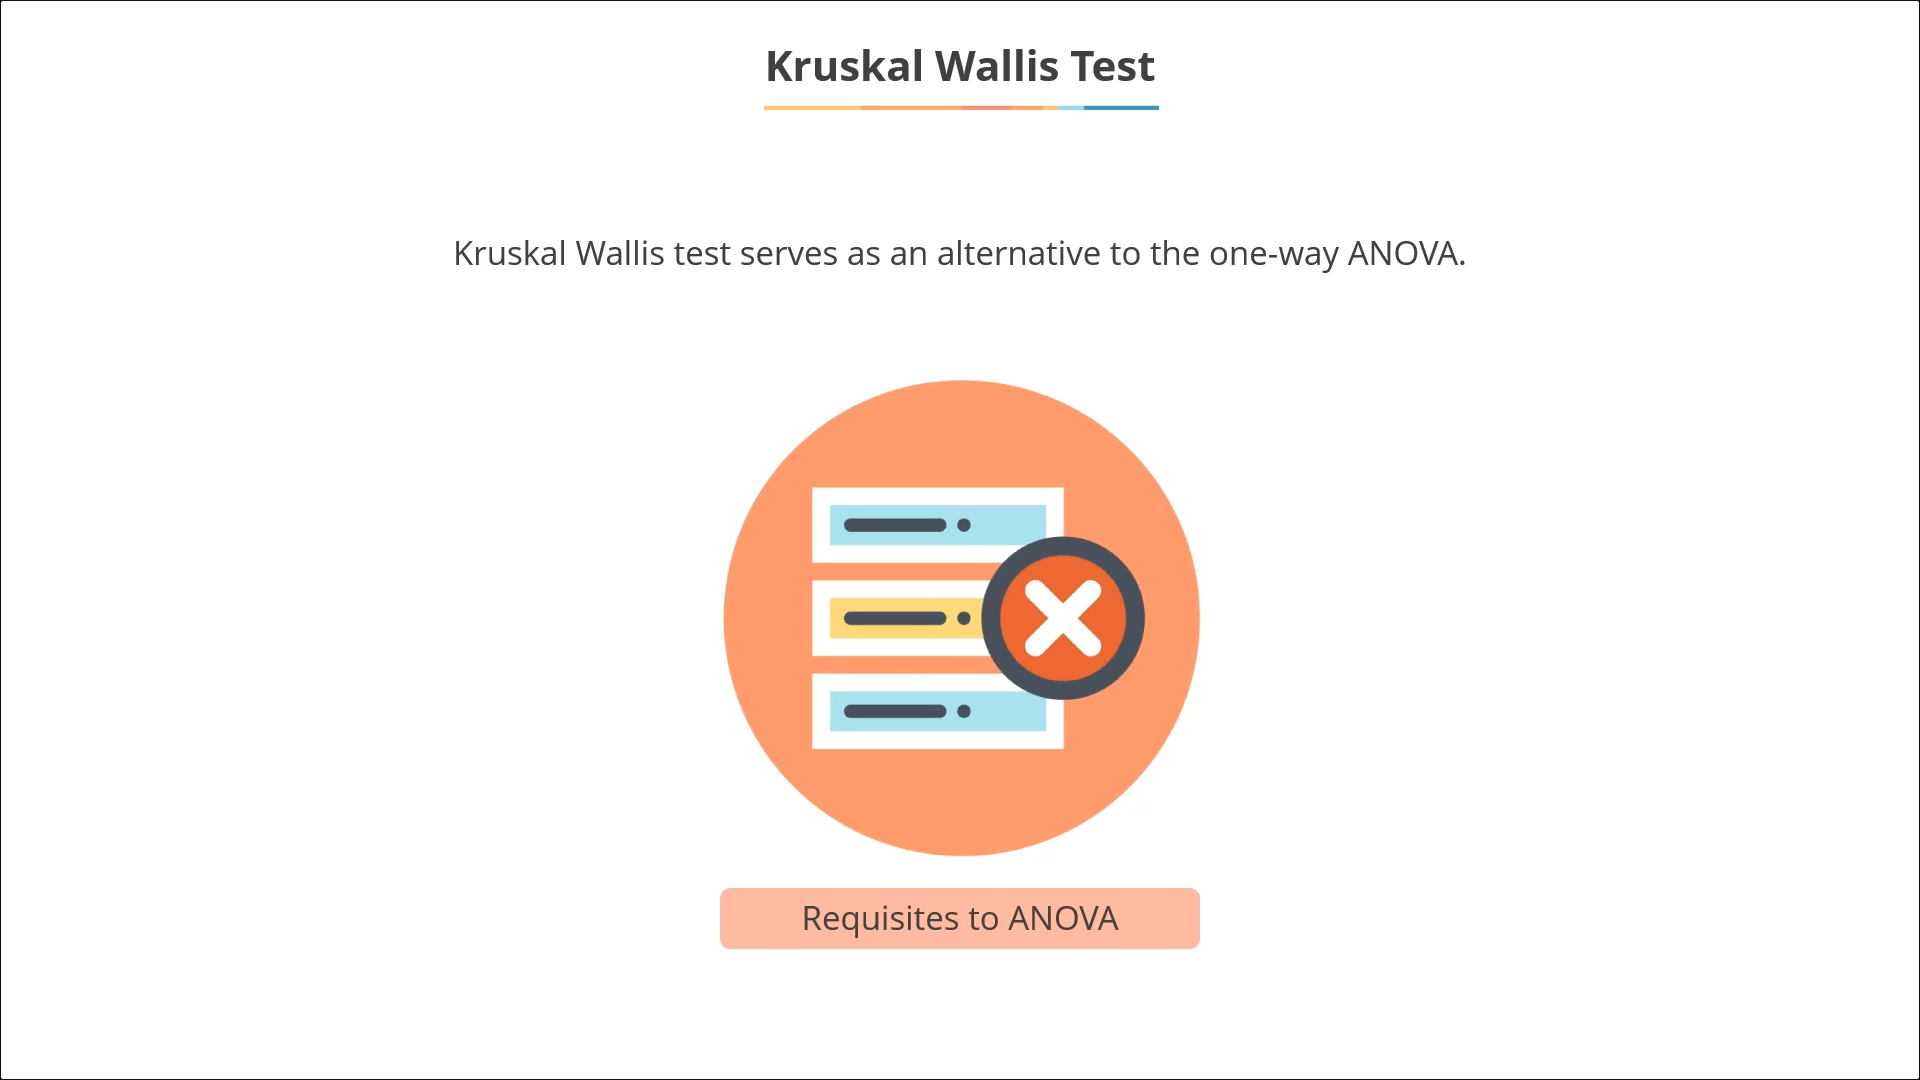 Kruskal Wallis Test
Kruskal Wallis test serves as an alternative to the one-way ANOVA.
Requisites to ANOVA